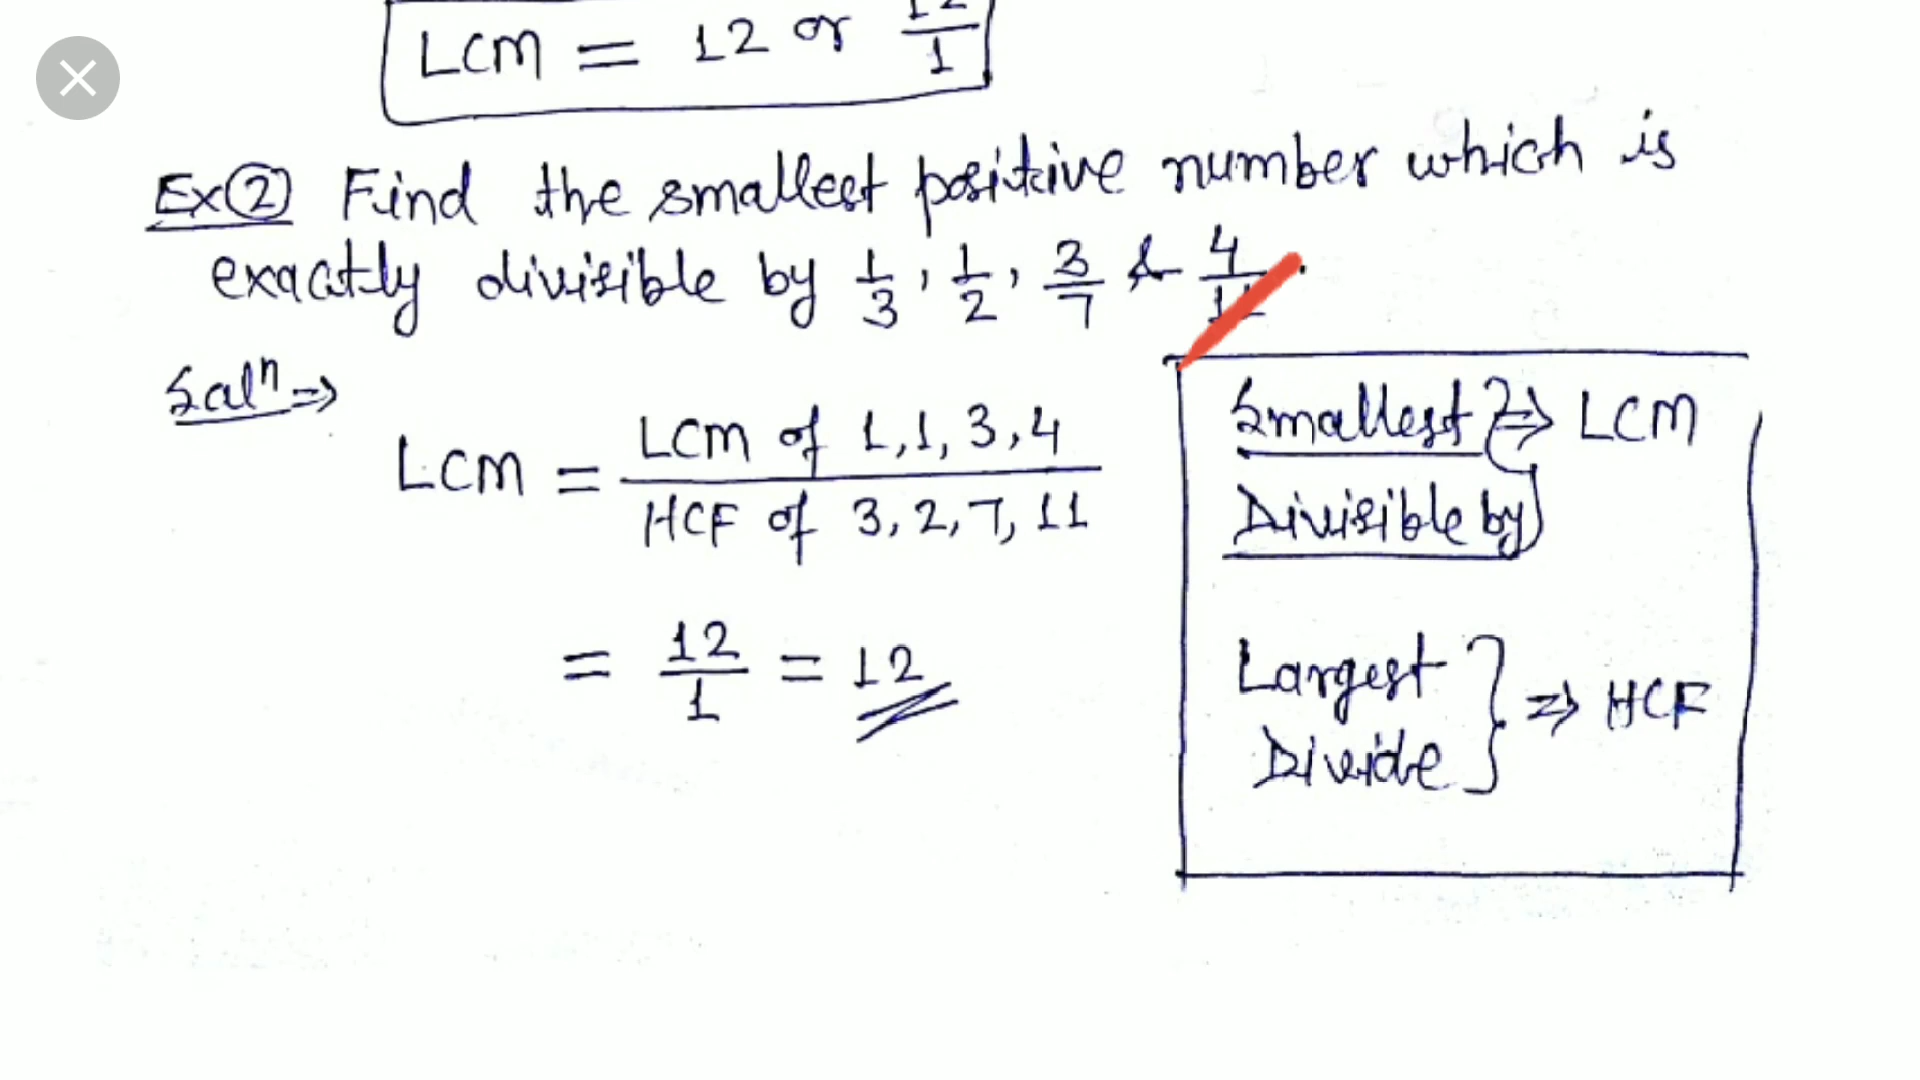 LCM = 12 or 12/1
Ex② Find the smallest positive number which is
exactly divisible by 1/3, 1/2, 3/7 & 4/11.
Solⁿ ⇒
LCM = LCM of 1, 1, 3, 4 / HCF of 3, 2, 7, 11
= 12/1 = 12
Smallest } ⇒ LCM
Divisible by
Largest } ⇒ HCF
Divide